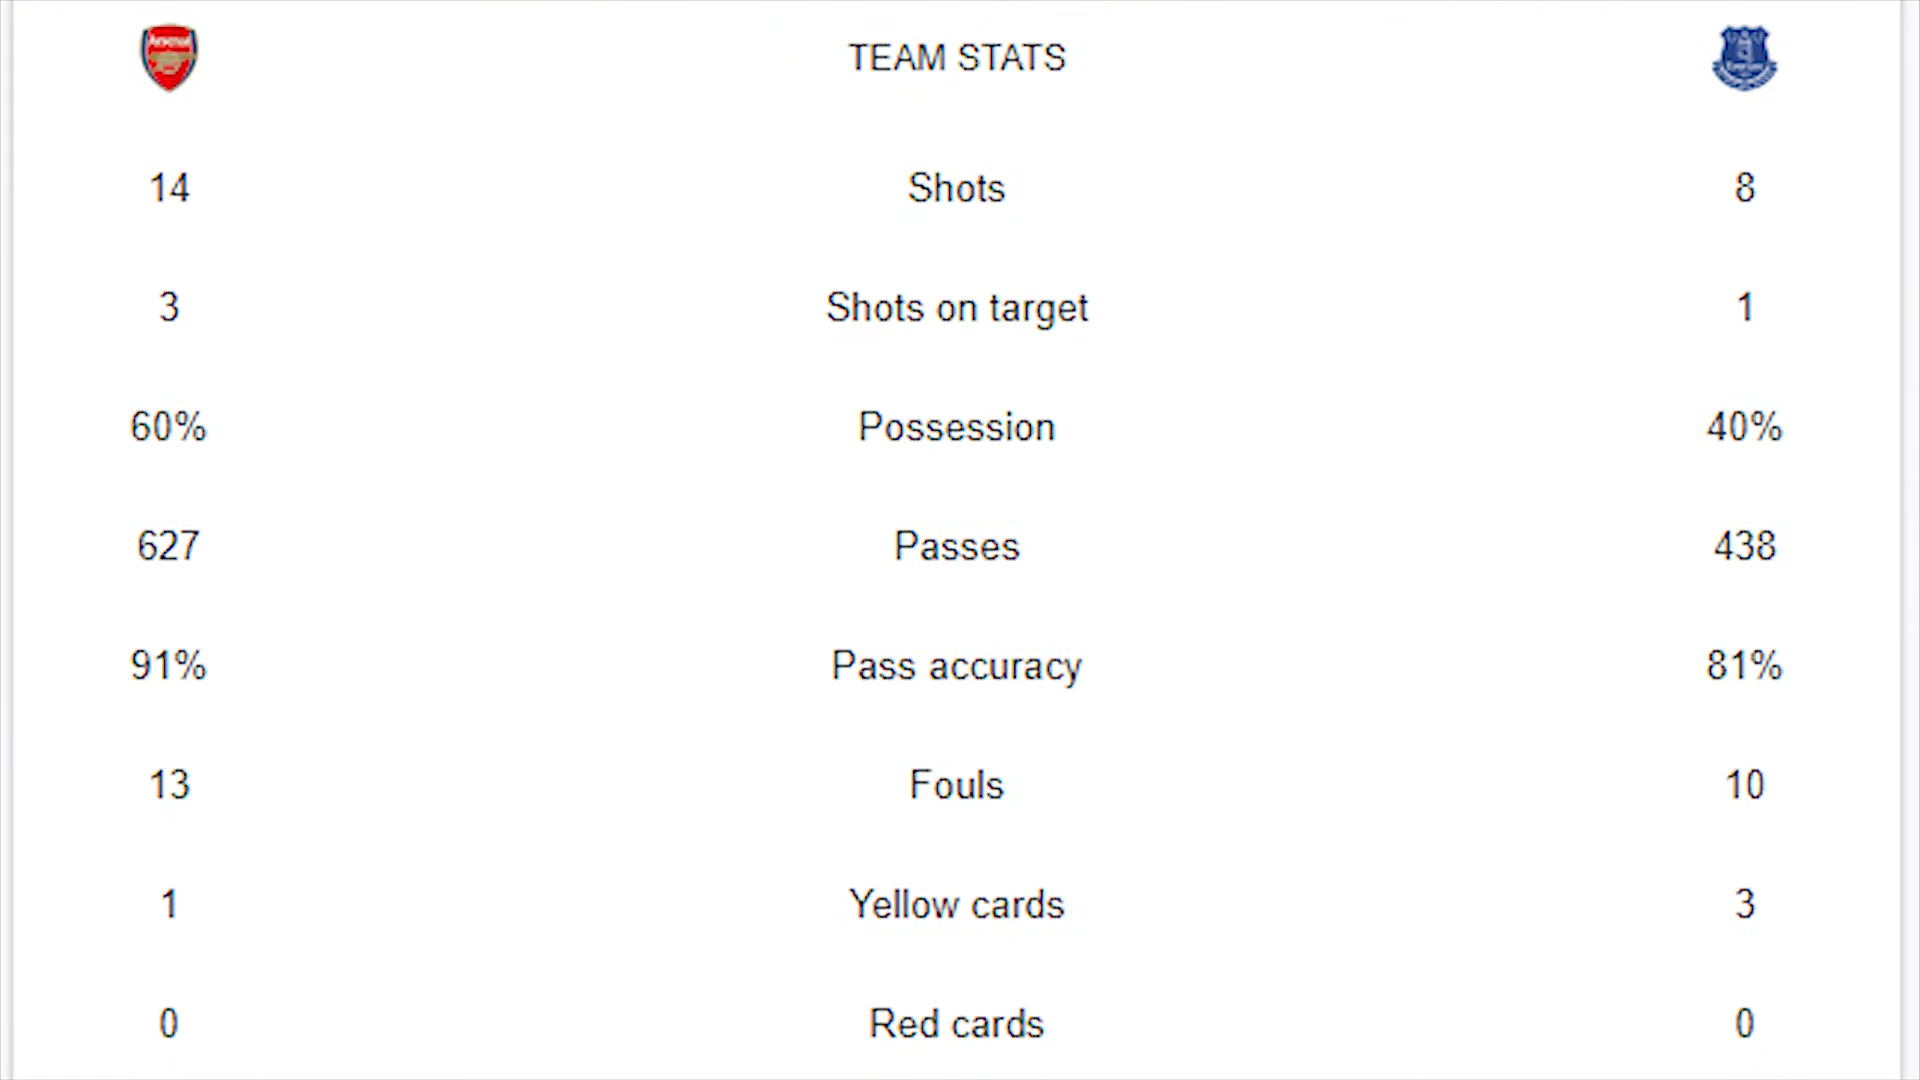 Arsenal
TEAM STATS
14 Shots 8
3 Shots on target 1
60% Possession 40%
627 Passes 438
91% Pass accuracy 81%
13 Fouls 10
1 Yellow cards 3
0 Red cards 0